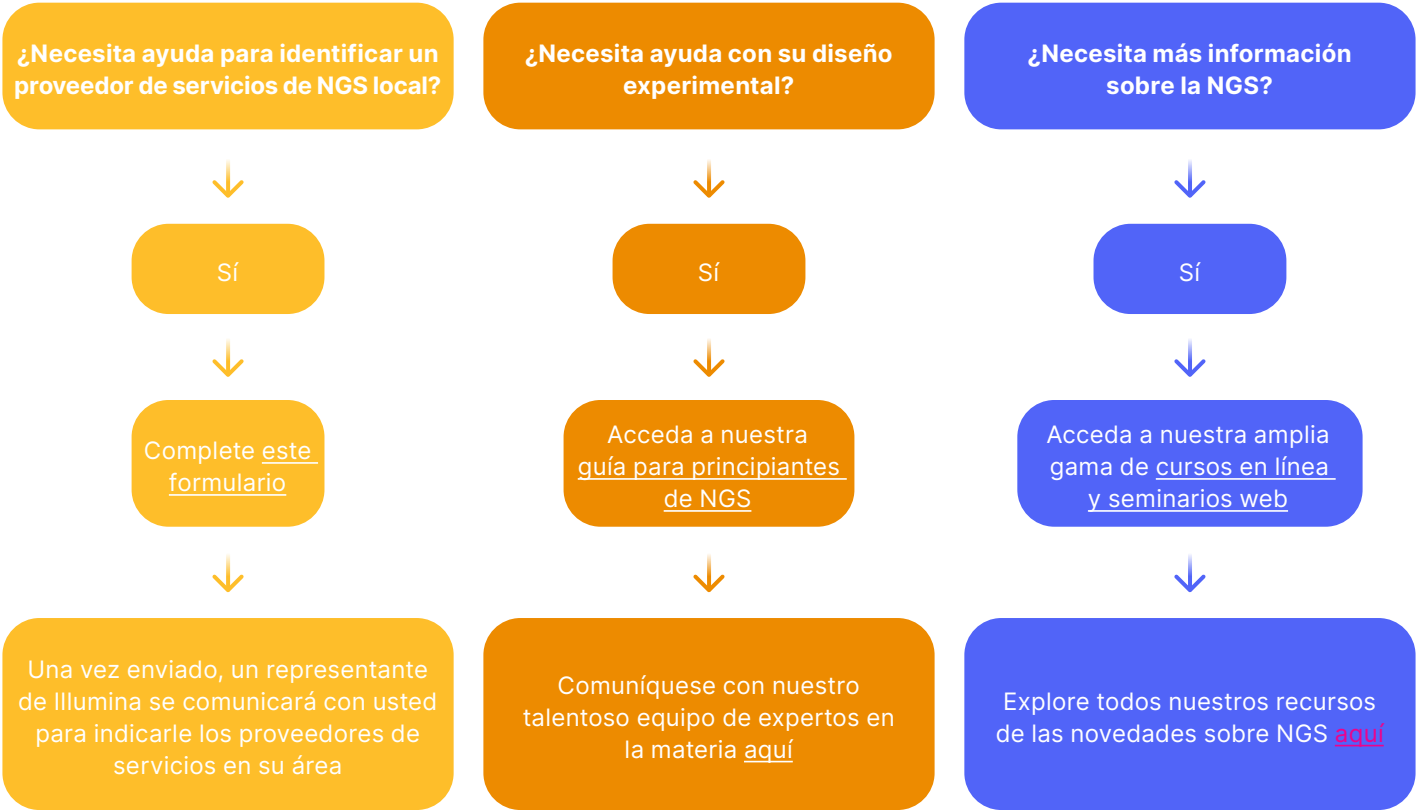 ¿Necesita ayuda para identificar un
proveedor de servicios de NGS local?
Sí
Complete este
formulario
Una vez enviado, un representante
de Illumina se comunicará con usted
para indicarle los proveedores de
servicios en su área
¿Necesita ayuda con su diseño
experimental?
Sí
Acceda a nuestra
guía para principiantes
de NGS
Comuníquese con nuestro
talentoso equipo de expertos en
la materia aquí
¿Necesita más información
sobre la NGS?
Sí
Acceda a nuestra amplia
gama de cursos en línea
y seminarios web
Explore todos nuestros recursos
de las novedades sobre NGS aquí